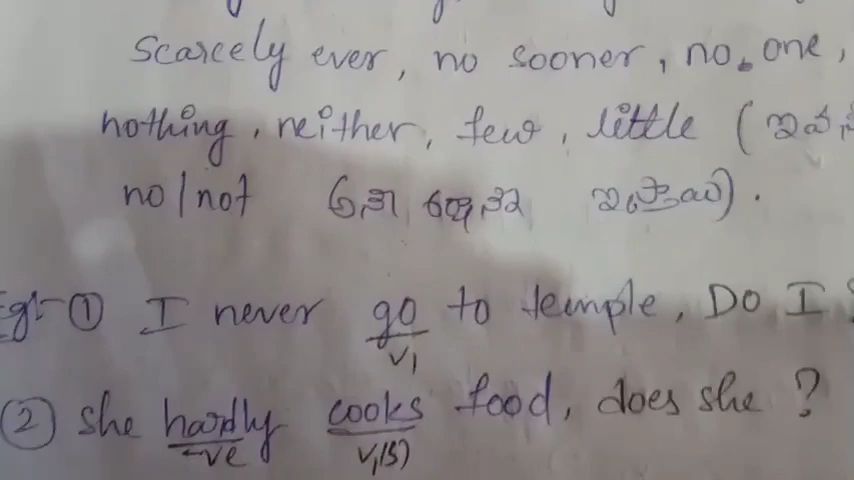 scarcely ever, no sooner, no one,
nothing, neither, few, little (
no/not
Eg:- ① I never go to temple, Do I ?
V1
② she hardly cooks food, does she ?
-ve V1(s)